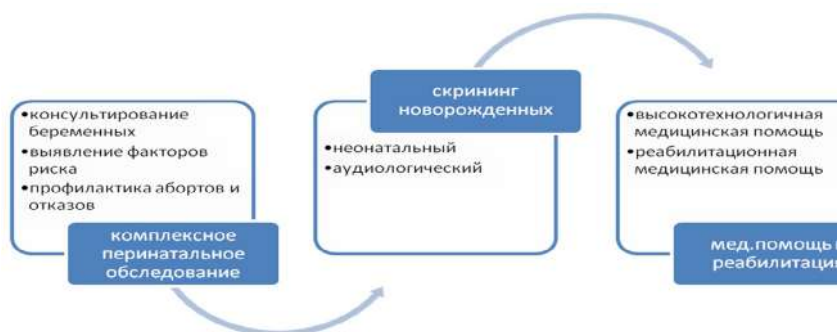 •консультирование
беременных
•выявление факторов
риска
•профилактика абортов и
отказов
комплексное
перинатальное
обследование
скрининг
новорожденных
•неонатальный
•аудиологический
•высокотехнологичная
медицинская помощь
•реабилитационная
медицинская помощь
мед.помощь
реабилитация